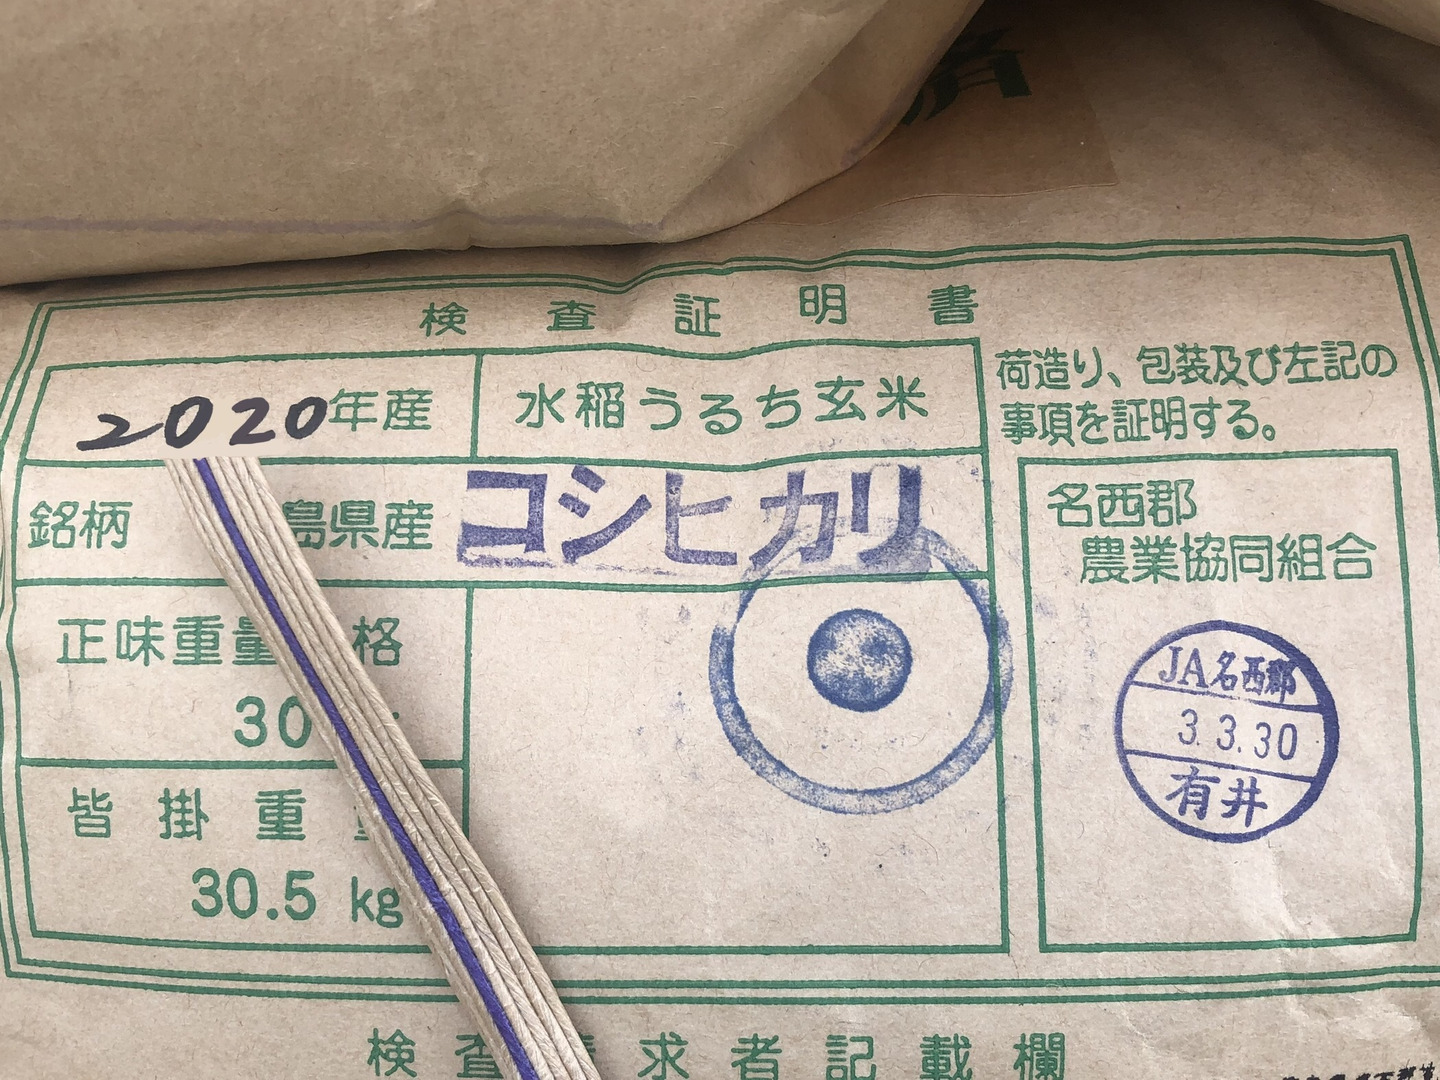 済
検査証明書
2020年産
水稲うるち玄米
荷造り、包装及び左記の
事項を証明する。
銘柄 島県産 コシヒカリ
名西郡
農業協同組合
正味重量 格
30
JA名西郡
3.3.30
有井
皆掛重
30.5 kg
検査 求者記載欄